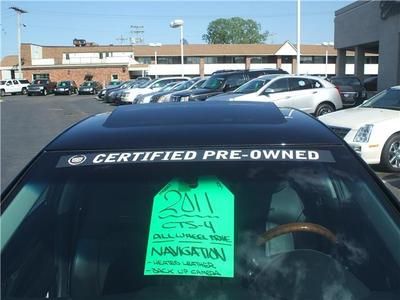 CERTIFIED PRE-OWNED
2011
CTS-4
ALL WHEEL DRIVE
NAVIGATION
- HEATED LEATHER
- BACK UP CAMERA